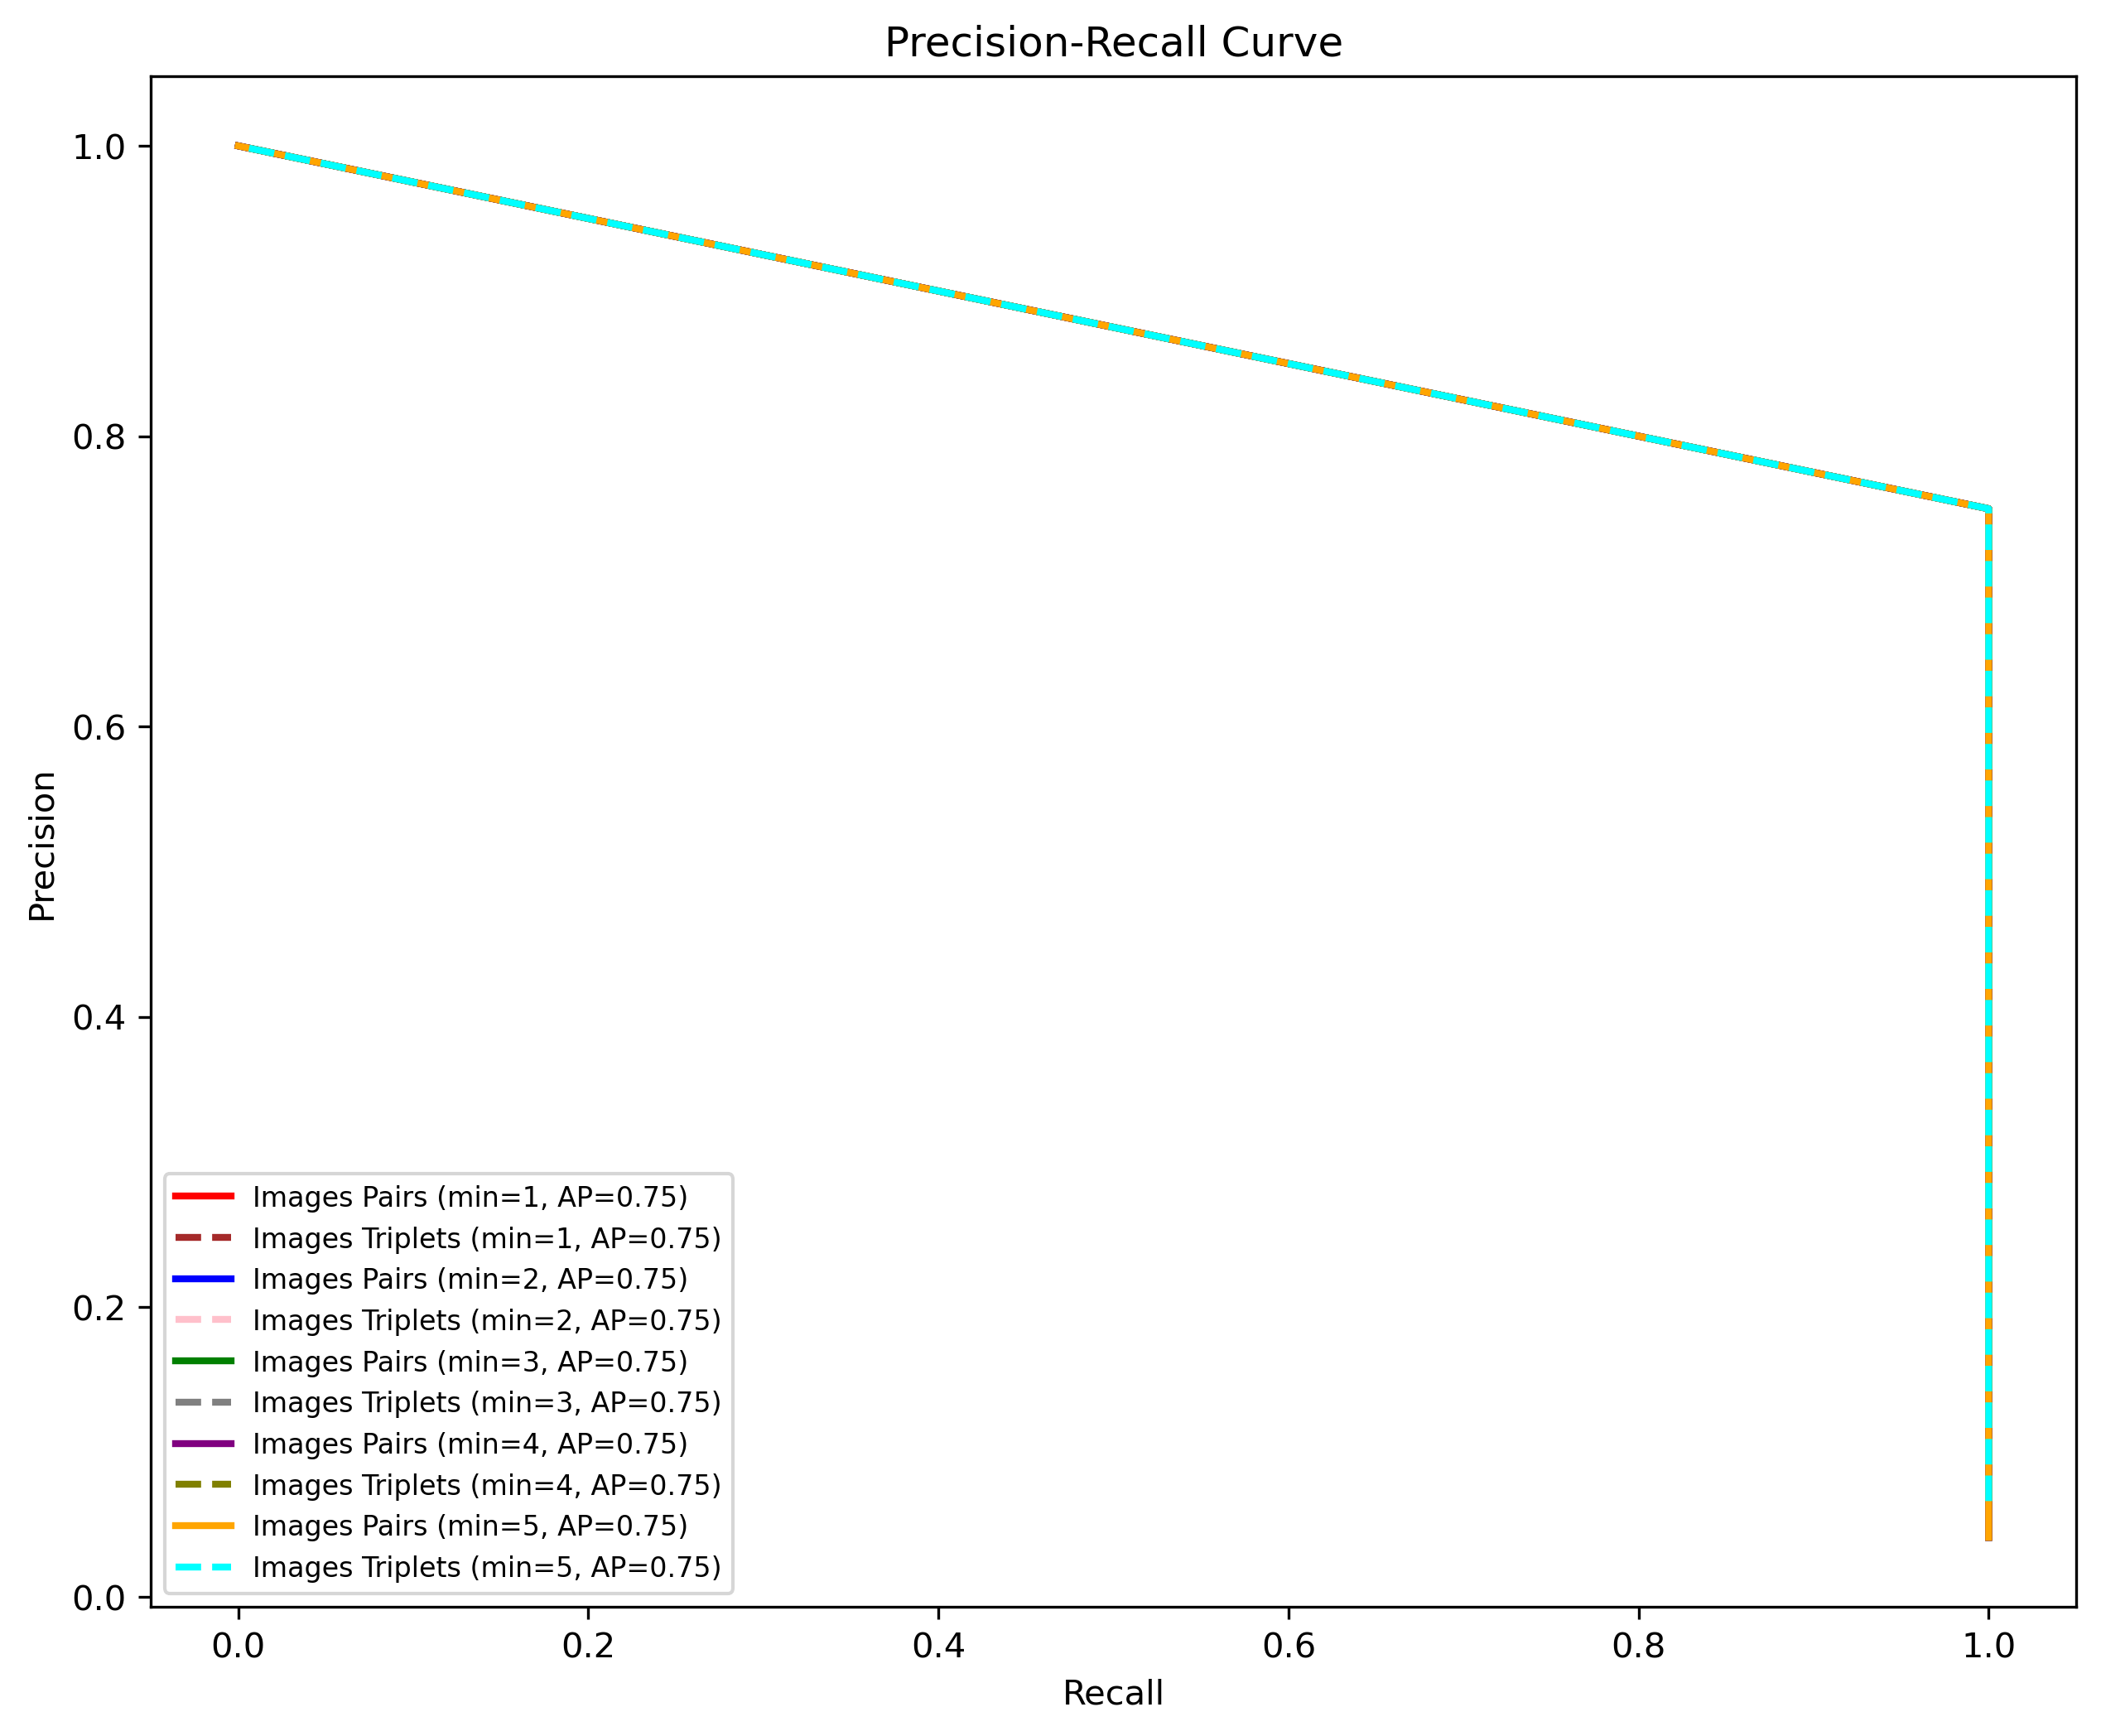 Precision-Recall Curve
1.0
0.8
0.6
0.4
0.2
0.0
Precision
Images Pairs (min=1, AP=0.75)
Images Triplets (min=1, AP=0.75)
Images Pairs (min=2, AP=0.75)
Images Triplets (min=2, AP=0.75)
Images Pairs (min=3, AP=0.75)
Images Triplets (min=3, AP=0.75)
Images Pairs (min=4, AP=0.75)
Images Triplets (min=4, AP=0.75)
Images Pairs (min=5, AP=0.75)
Images Triplets (min=5, AP=0.75)
0.0 0.2 0.4 0.6 0.8 1.0
Recall